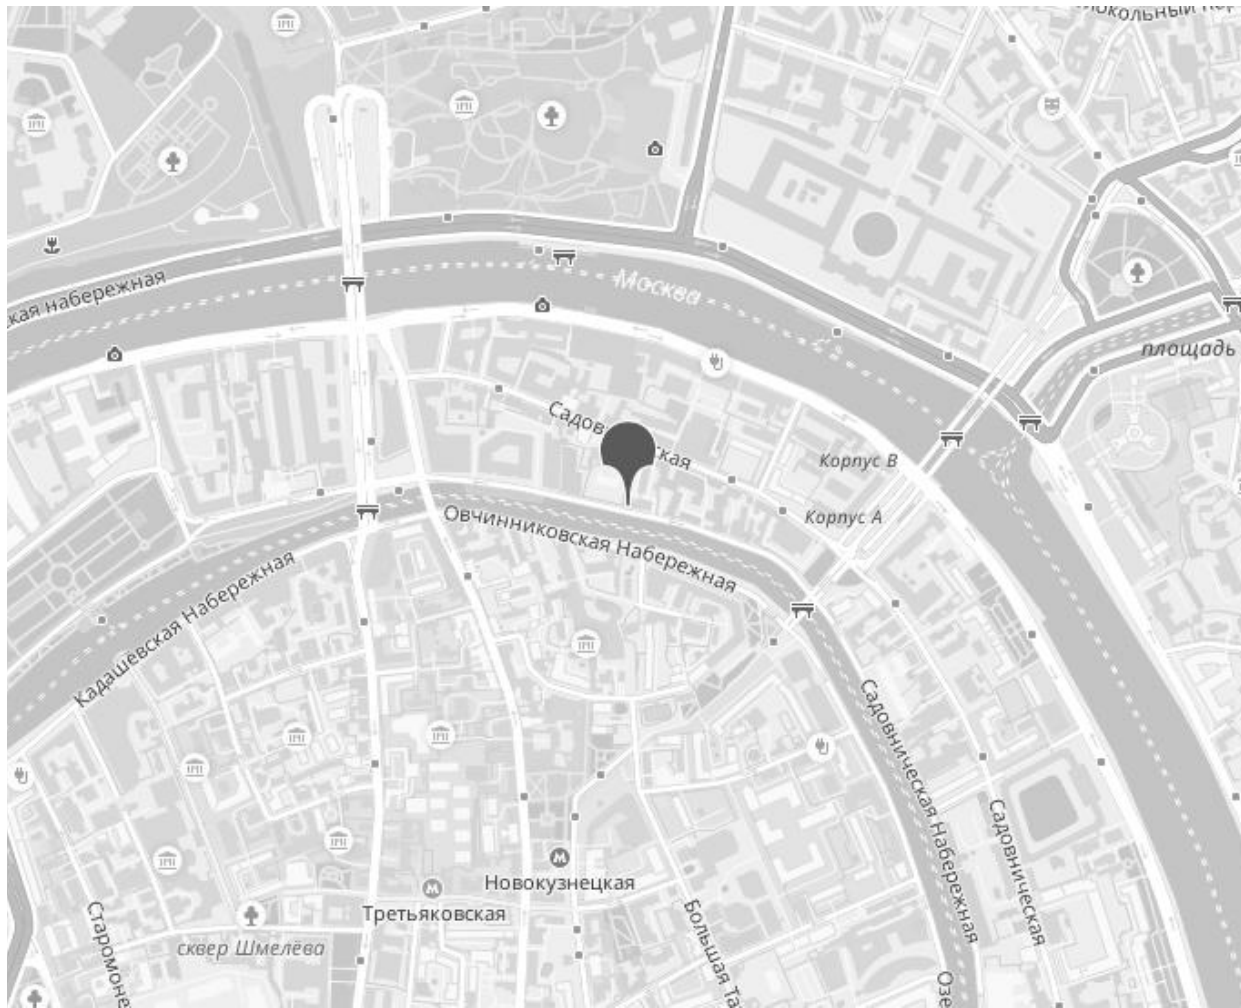 Москва
площадь
Садов
ская
Корпус В
Корпус А
Овчинниковская Набережная
Кадашевская Набережная
Садовническая Набережная
Садовническая
Новокузнецкая
Третьяковская
сквер Шмелёва
Большая Та
Старомоне
Озе
ская набережная